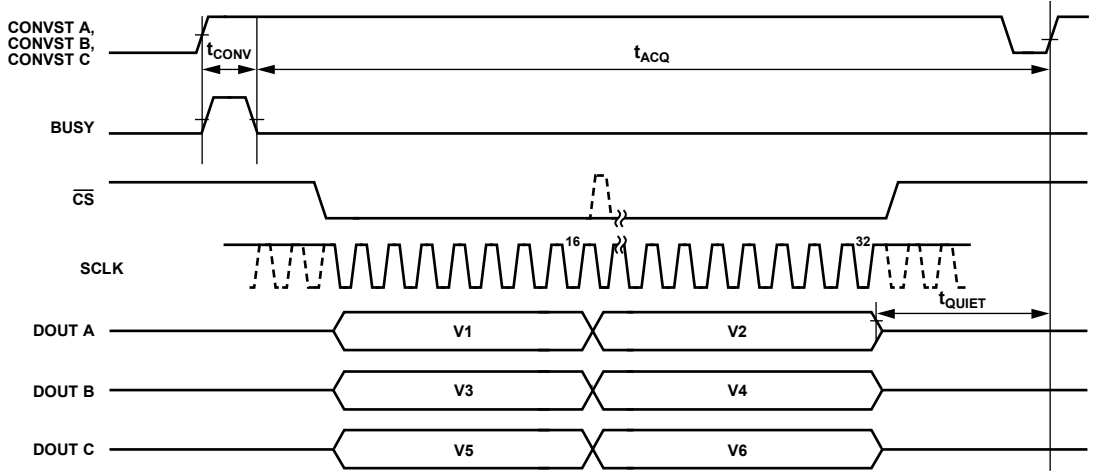 CONVST A,
CONVST B,
CONVST C
tCONV
tACQ
BUSY
CS
SCLK
16
32
tQUIET
DOUT A
V1
V2
DOUT B
V3
V4
DOUT C
V5
V6